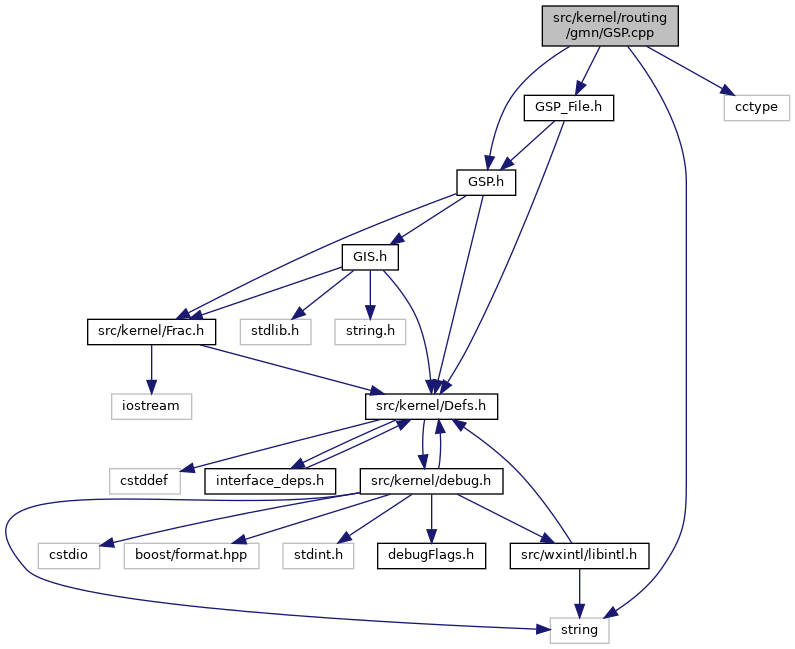 src/kernel/routing
/gmn/GSP.cpp
GSP_File.h
cctype
GSP.h
GIS.h
src/kernel/Frac.h
stdlib.h
string.h
iostream
src/kernel/Defs.h
cstddef
interface_deps.h
src/kernel/debug.h
cstdio
boost/format.hpp
stdint.h
debugFlags.h
src/wxintl/libintl.h
string